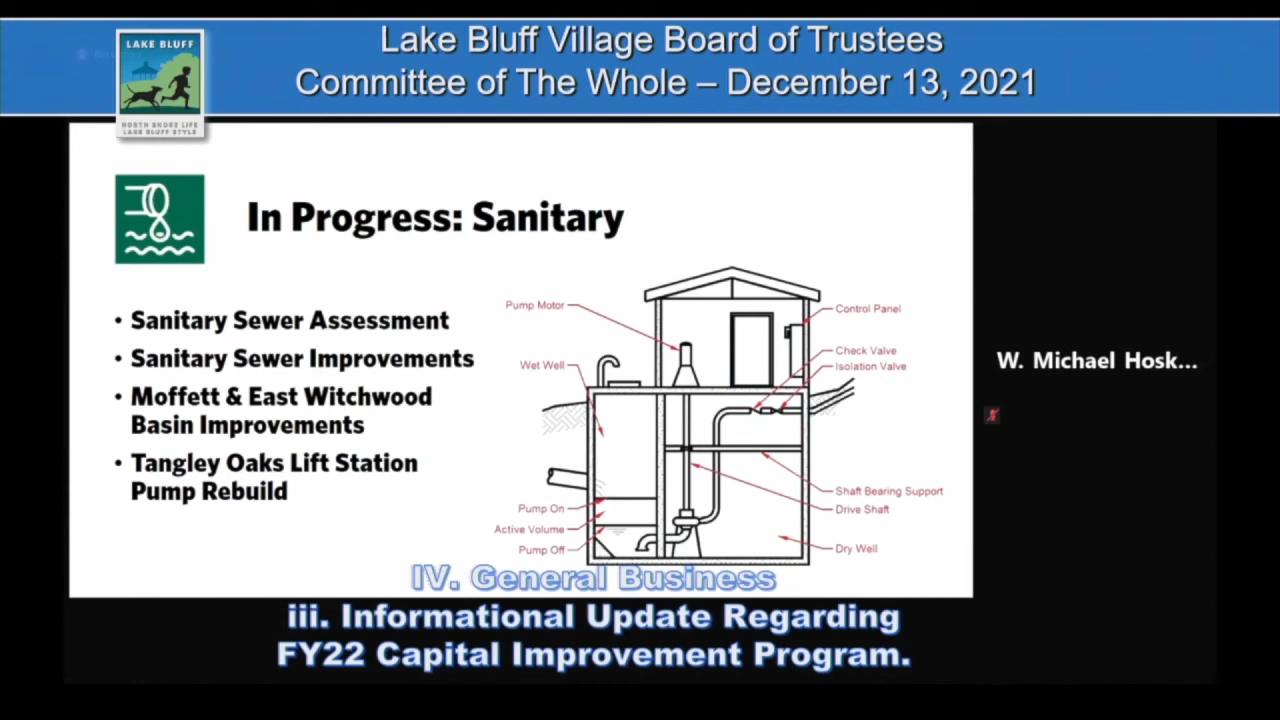 Lake Bluff Village Board of Trustees
Committee of The Whole – December 13, 2021
LAKE BLUFF
NORTH SHORE LIFE
LAKE BLUFF STYLE
In Progress: Sanitary
• Sanitary Sewer Assessment
• Sanitary Sewer Improvements
• Moffett & East Witchwood
Basin Improvements
• Tangley Oaks Lift Station
Pump Rebuild
Pump Motor
Wet Well
Pump On
Active Volume
Pump Off
Control Panel
Check Valve
Isolation Valve
Shaft Bearing Support
Drive Shaft
Dry Well
W. Michael Hosk...
IV. General Business
iii. Informational Update Regarding
FY22 Capital Improvement Program.